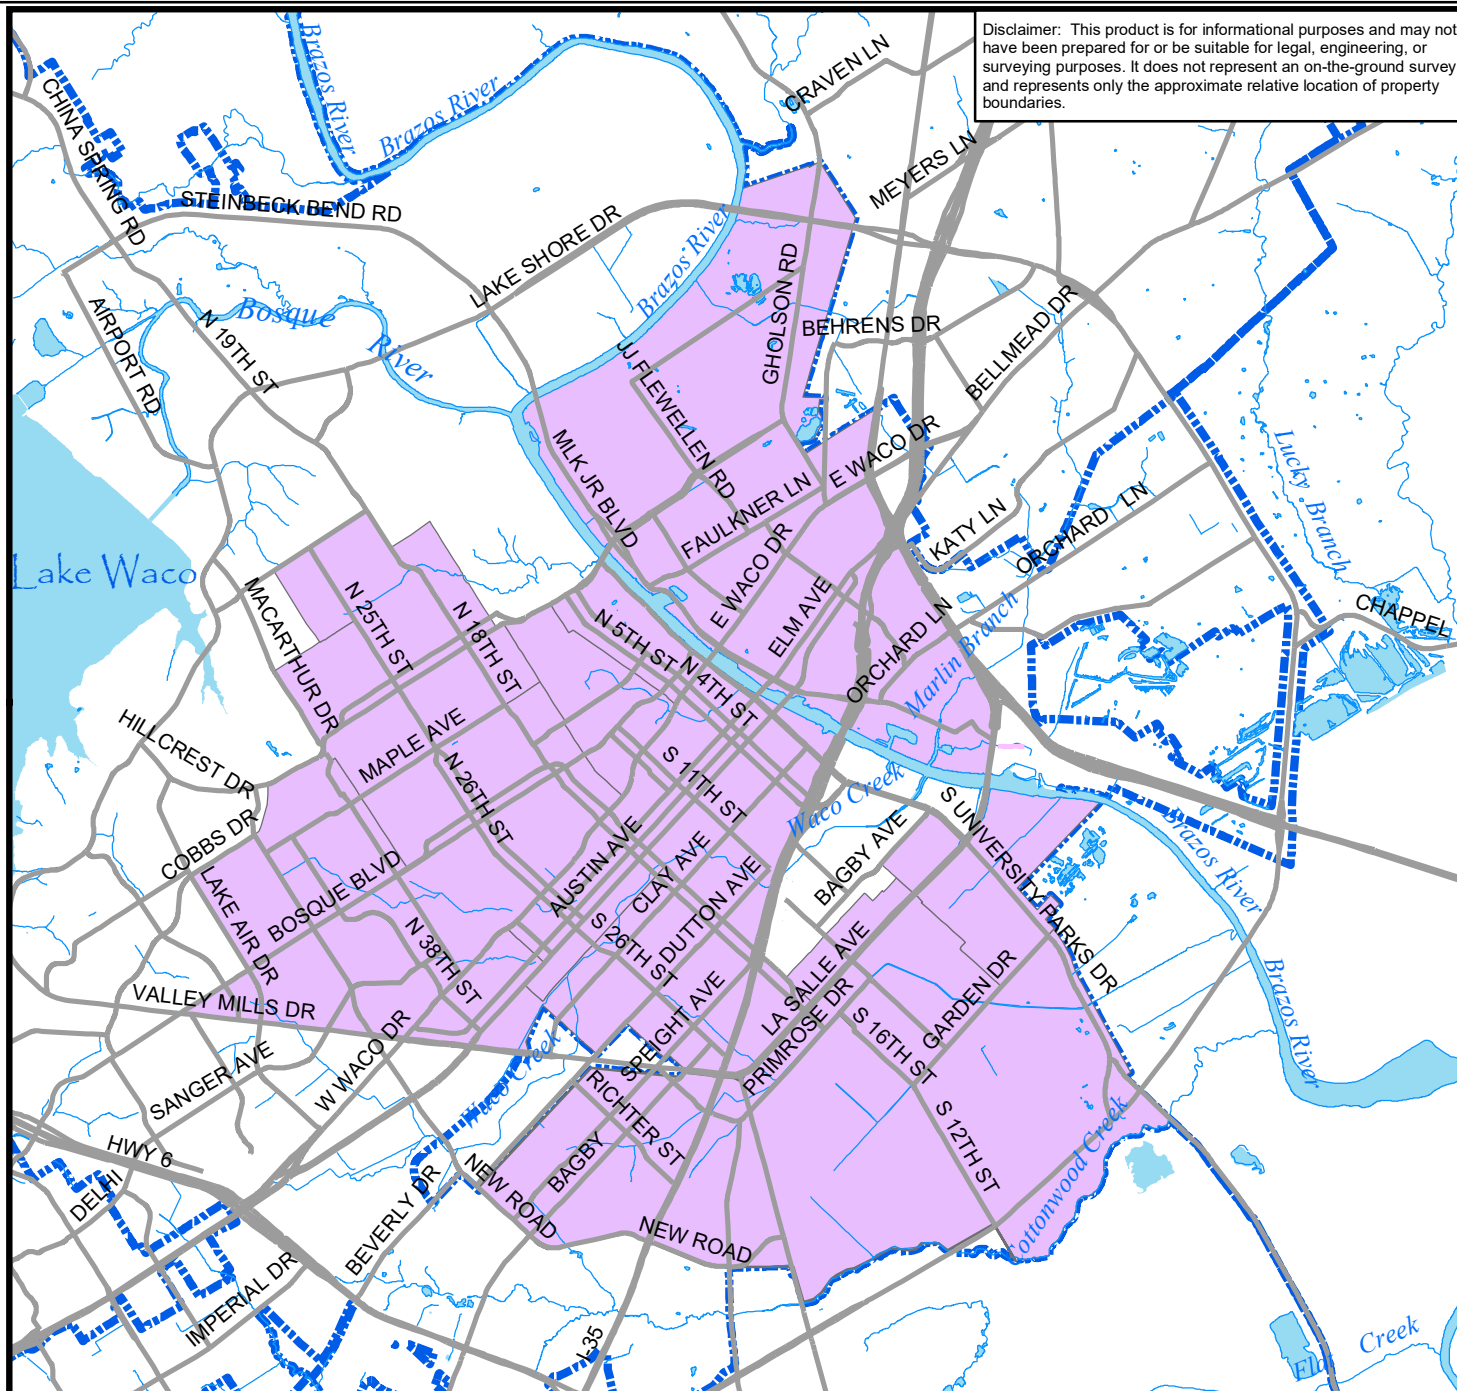 Disclaimer: This product is for informational purposes and may not
have been prepared for or be suitable for legal, engineering, or
surveying purposes. It does not represent an on-the-ground survey
and represents only the approximate relative location of property
boundaries.
Brazos River
Brazos River
CRAVEN LN
CHINA SPRING RD
MEYERS LN
STEINBECK BEND RD
LAKE SHORE DR
Brazos River
GHOLSON RD
AIRPORT RD
Bosque
River
N 19TH ST
BEHRENS DR
BELLMEAD DR
JJ FLEWELLEN RD
MLK JR BLVD
E WACO DR
FAULKNER LN
Lucky Branch
KATY LN
ORCHARD LN
Lake Waco
MACARTHUR DR
N 25TH ST
N 18TH ST
N 5TH ST
N 4TH ST
E WACO DR
ELM AVE
ORCHARD LN
Marlin Branch
CHAPPEL
HILLCREST DR
MAPLE AVE
N 26TH ST
S 11TH ST
Waco Creek
COBBS DR
BAGBY AVE
S UNIVERSITY PARKS DR
Brazos River
LAKE AIR DR
BOSQUE BLVD
AUSTIN AVE
CLAY AVE
DUTTON AVE
N 38TH ST
S 26TH ST
VALLEY MILLS DR
SPEIGHT AVE
LA SALLE AVE
PRIMROSE DR
GARDEN DR
Brazos River
SANGER AVE
W WACO DR
Waco Creek
S 16TH ST
RICHTER ST
S 12TH ST
Cottonwood Creek
HWY 6
DELHI
BEVERLY DR
NEW ROAD
BAGBY
NEW ROAD
IMPERIAL DR
I-35
Flat Creek